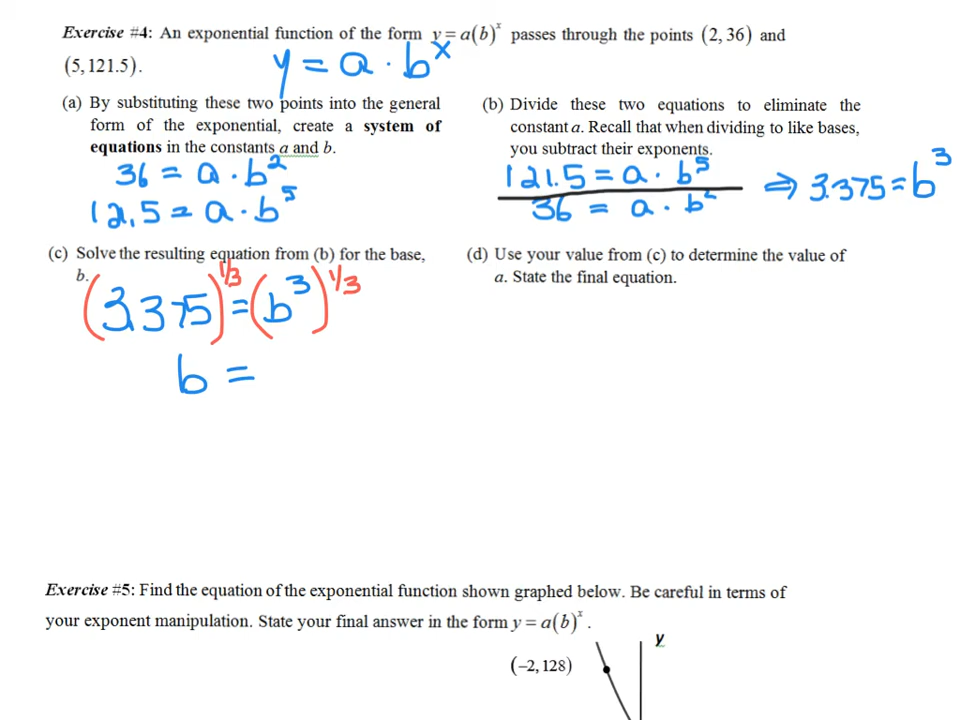 Exercise #4: An exponential function of the form y = a(b)^x passes through the points (2, 36) and
(5, 121.5).
y = a · b^x
(a) By substituting these two points into the general
form of the exponential, create a system of
equations in the constants a and b.
36 = a · b^2
12.5 = a · b^5
(b) Divide these two equations to eliminate the
constant a. Recall that when dividing to like bases,
you subtract their exponents.
121.5 = a · b^5
36 = a · b^2
⇒ 3.375 = b^3
(c) Solve the resulting equation from (b) for the base,
b.
(3.375)^1/3 = (b^3)^1/3
b =
(d) Use your value from (c) to determine the value of
a. State the final equation.
Exercise #5: Find the equation of the exponential function shown graphed below. Be careful in terms of
your exponent manipulation. State your final answer in the form y = a(b)^x .
y
(−2, 128)